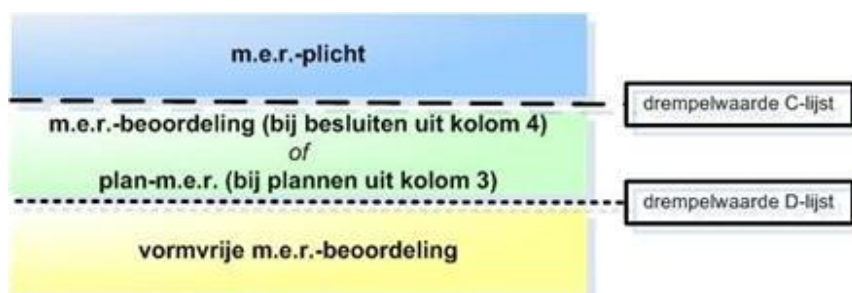 m.e.r.-plicht
drempelwaarde C-lijst
m.e.r.-beoordeling (bij besluiten uit kolom 4)
of
plan-m.e.r. (bij plannen uit kolom 3)
drempelwaarde D-lijst
vormvrije m.e.r.-beoordeling